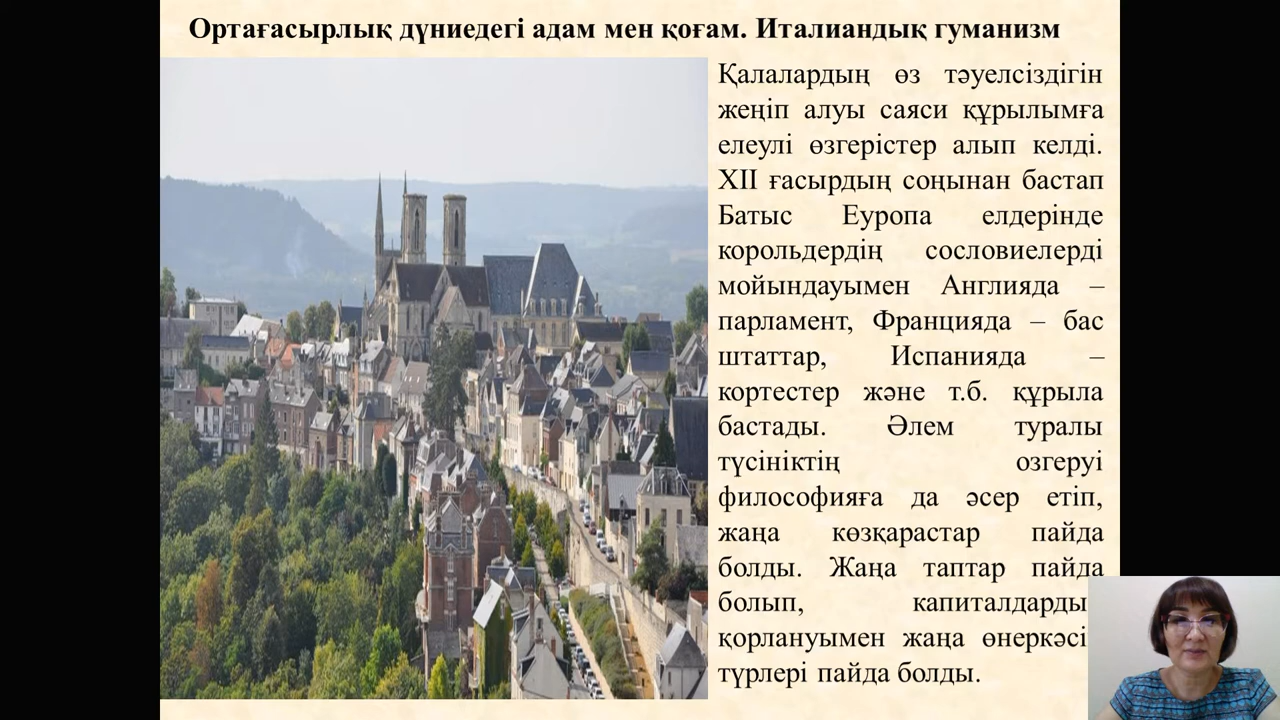 Ортағасырлық дүниедегі адам мен қоғам. Италиандық гуманизм
Қалалардың өз тәуелсіздігін
жеңіп алуы саяси құрылымға
елеулі өзгерістер алып келді.
XII ғасырдың соңынан бастап
Батыс Еуропа елдерінде
корольдердің сословиелерді
мойындауымен Англияда –
парламент, Францияда – бас
штаттар, Испанияда –
кортестер және т.б. құрыла
бастады. Әлем туралы
түсініктің озгеруі
философияға да әсер етіп,
жаңа көзқарастар пайда
болды. Жаңа таптар пайда
болып,
қорлануымен жаңа
түрлері пайда болды.